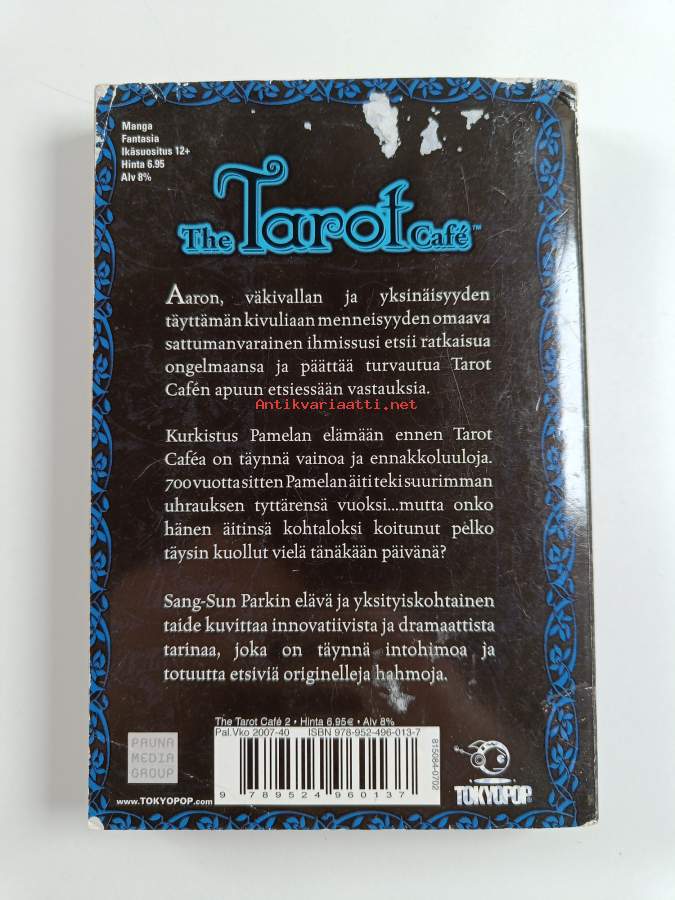 Manga
Fantasia
Ikäsuositus 12+
Hinta 6.95
Alv 8%
The Tarot Café™
Aaron, väkivallan ja yksinäisyyden
täyttämän kivuliaan menneisyyden omaava
sattumanvarainen ihmissusi etsii ratkaisua
ongelmaansa ja päättää turvautua Tarot
Cafén apuun etsiessään vastauksia.
Antikvariaatti.net
Kurkistus Pamelan elämään ennen Tarot
Caféa on täynnä vainoa ja ennakkoluuloja.
700 vuotta sitten Pamelan äiti teki suurimman
uhrauksen tyttärensä vuoksi...mutta onko
hänen äitinsä kohtaloksi koitunut pelko
täysin kuollut vielä tänäkään päivänä?
Sang-Sun Parkin elävä ja yksityiskohtainen
taide kuvittaa innovatiivista ja dramaattista
tarinaa, joka on täynnä intohimoa ja
totuutta etsiviä originelleja hahmoja.
The Tarot Café 2 • Hinta 6.95€ • Alv 8%
Pal.Vko 2007-40 ISBN 978-952-496-013-7
9 789524 960137
815084-0702
PAUNA
MEDIA
GROUP
www.TOKYOPOP.com
TOKYOPOP®